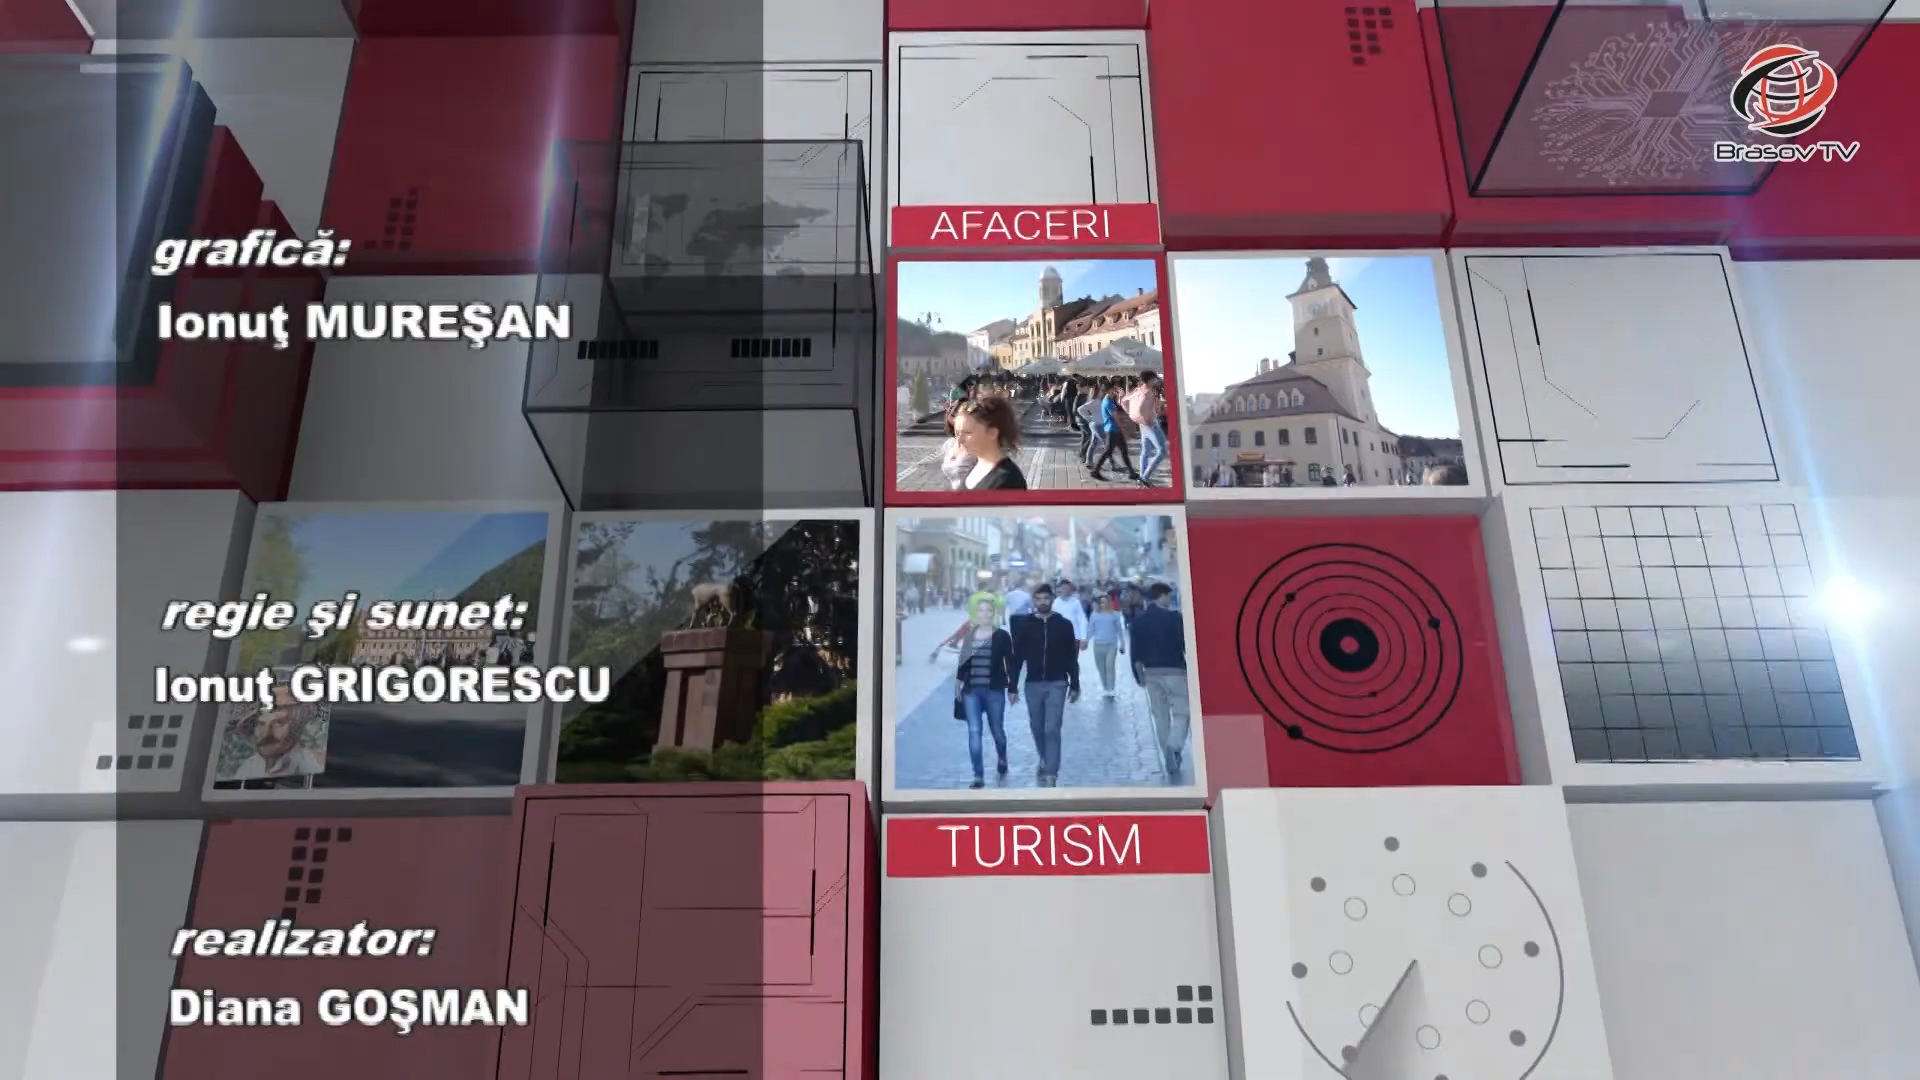 Brasov TV
AFACERI
grafică:
Ionuţ MUREŞAN
regie şi sunet:
Ionuţ GRIGORESCU
TURISM
realizator:
Diana GOŞMAN